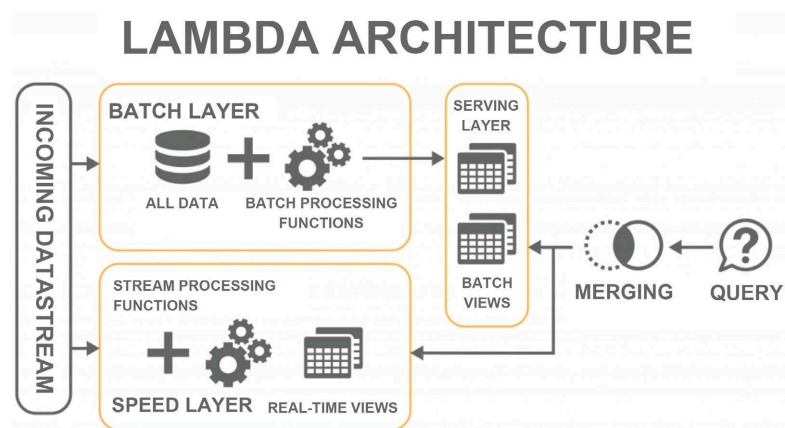 LAMBDA ARCHITECTURE
INCOMING DATASTREAM
BATCH LAYER
ALL DATA
BATCH PROCESSING
FUNCTIONS
SERVING
LAYER
BATCH
VIEWS
MERGING
QUERY
STREAM PROCESSING
FUNCTIONS
SPEED LAYER
REAL-TIME VIEWS